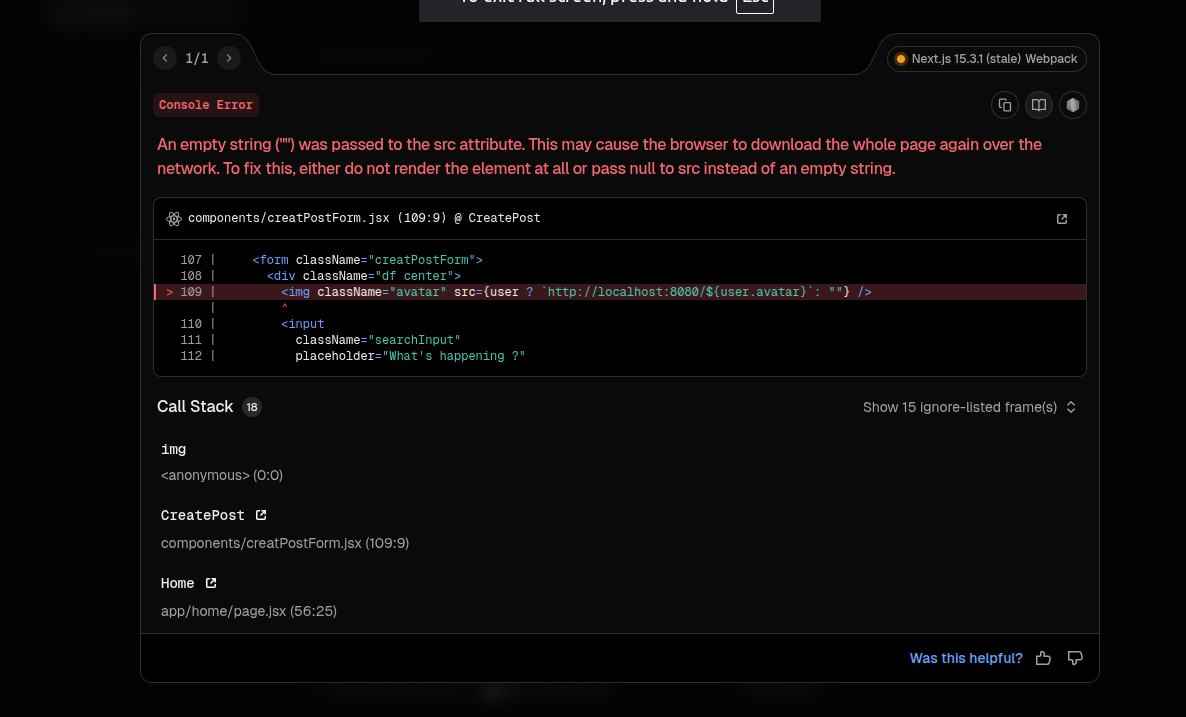 To exit full screen, press and hold Esc
1/1
Next.js 15.3.1 (stale) Webpack
Console Error
An empty string ("") was passed to the src attribute. This may cause the browser to download the whole page again over the
network. To fix this, either do not render the element at all or pass null to src instead of an empty string.
components/creatPostForm.jsx (109:9) @ CreatePost
107 | <form className="creatPostForm">
108 | <div className="df center">
> 109 | <img className="avatar" src={user ? `http://localhost:8080/${user.avatar}`: ""} />
| ^
110 | <input
111 | className="searchInput"
112 | placeholder="What's happening ?"
Call Stack 18
Show 15 ignore-listed frame(s)
img
<anonymous> (0:0)
CreatePost
components/creatPostForm.jsx (109:9)
Home
app/home/page.jsx (56:25)
Was this helpful?